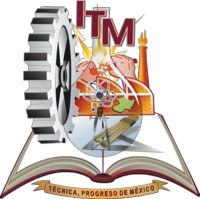 ITM
TÉCNICA, PROGRESO DE MÉXICO